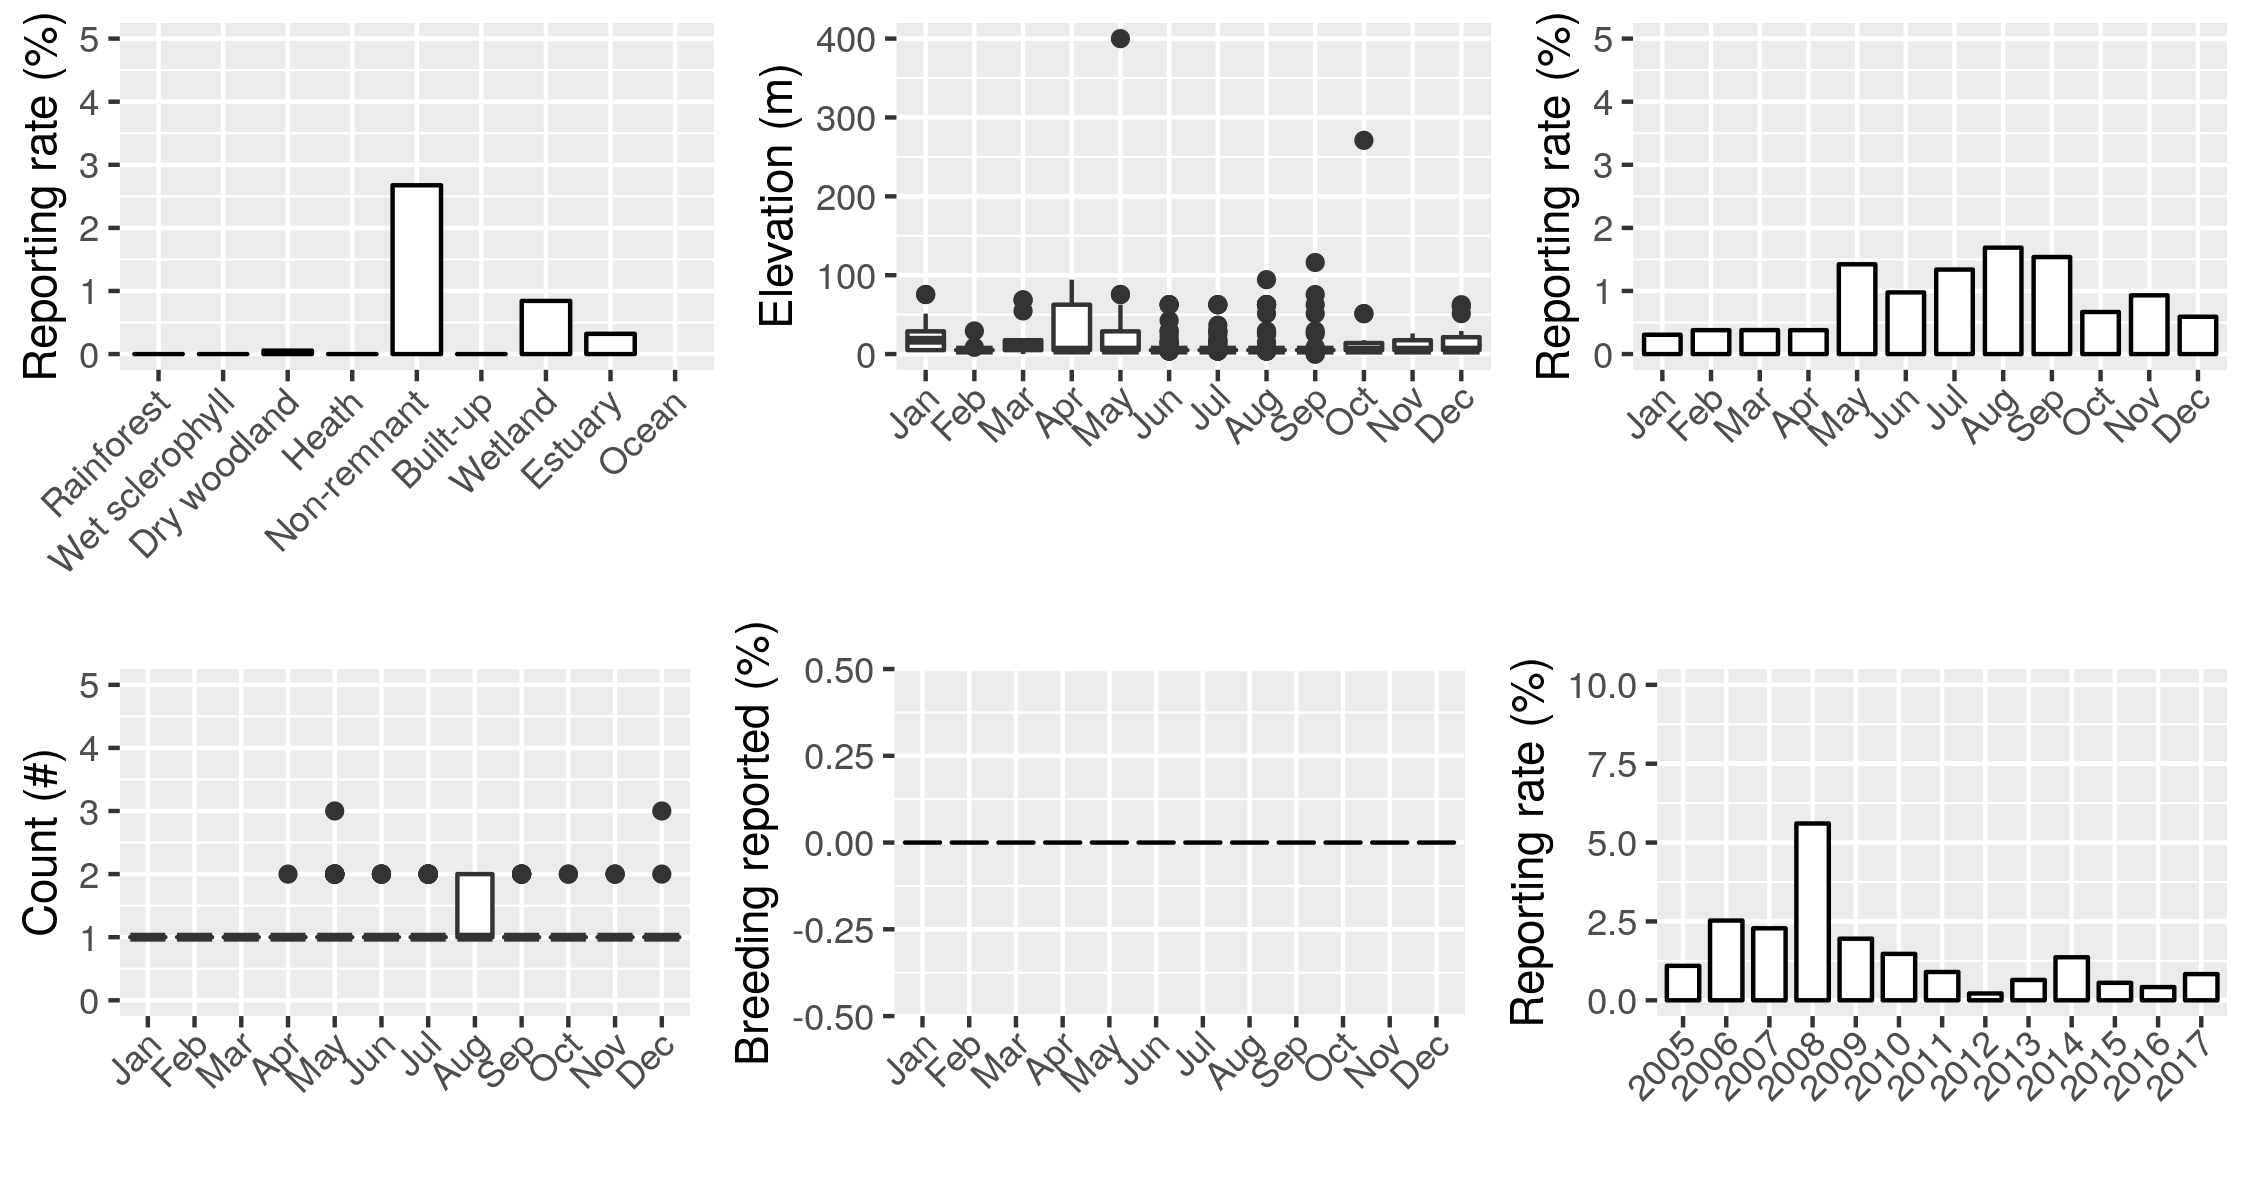 Reporting rate (%)
5
4
3
2
1
0
Rainforest
Wet sclerophyll
Dry woodland
Heath
Non-remnant
Built-up
Wetland
Estuary
Ocean
Elevation (m)
400
300
200
100
0
Jan Feb Mar Apr May Jun Jul Aug Sep Oct Nov Dec
Reporting rate (%)
5
4
3
2
1
0
Jan Feb Mar Apr May Jun Jul Aug Sep Oct Nov Dec
Count (#)
5
4
3
2
1
0
Jan Feb Mar Apr May Jun Jul Aug Sep Oct Nov Dec
Breeding reported (%)
0.50
0.25
0.00
-0.25
-0.50
Jan Feb Mar Apr May Jun Jul Aug Sep Oct Nov Dec
Reporting rate (%)
10.0
7.5
5.0
2.5
0.0
2005 2006 2007 2008 2009 2010 2011 2012 2013 2014 2015 2016 2017